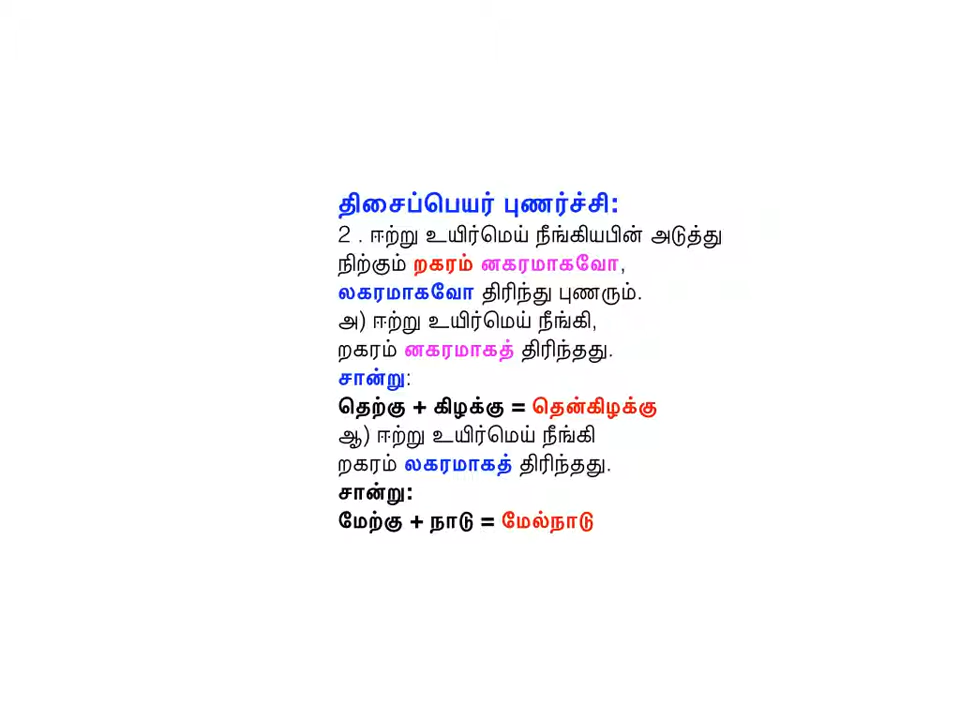 திசைப்பெயர் புணர்ச்சி:
2 . ஈற்று உயிர்மெய் நீங்கியபின் அடுத்து
நிற்கும் றகரம் னகரமாகவோ,
லகரமாகவோ திரிந்து புணரும்.
அ) ஈற்று உயிர்மெய் நீங்கி,
றகரம் னகரமாகத் திரிந்தது.
சான்று:
தெற்கு + கிழக்கு = தென்கிழக்கு
ஆ) ஈற்று உயிர்மெய் நீங்கி
றகரம் லகரமாகத் திரிந்தது.
சான்று:
மேற்கு + நாடு = மேல்நாடு